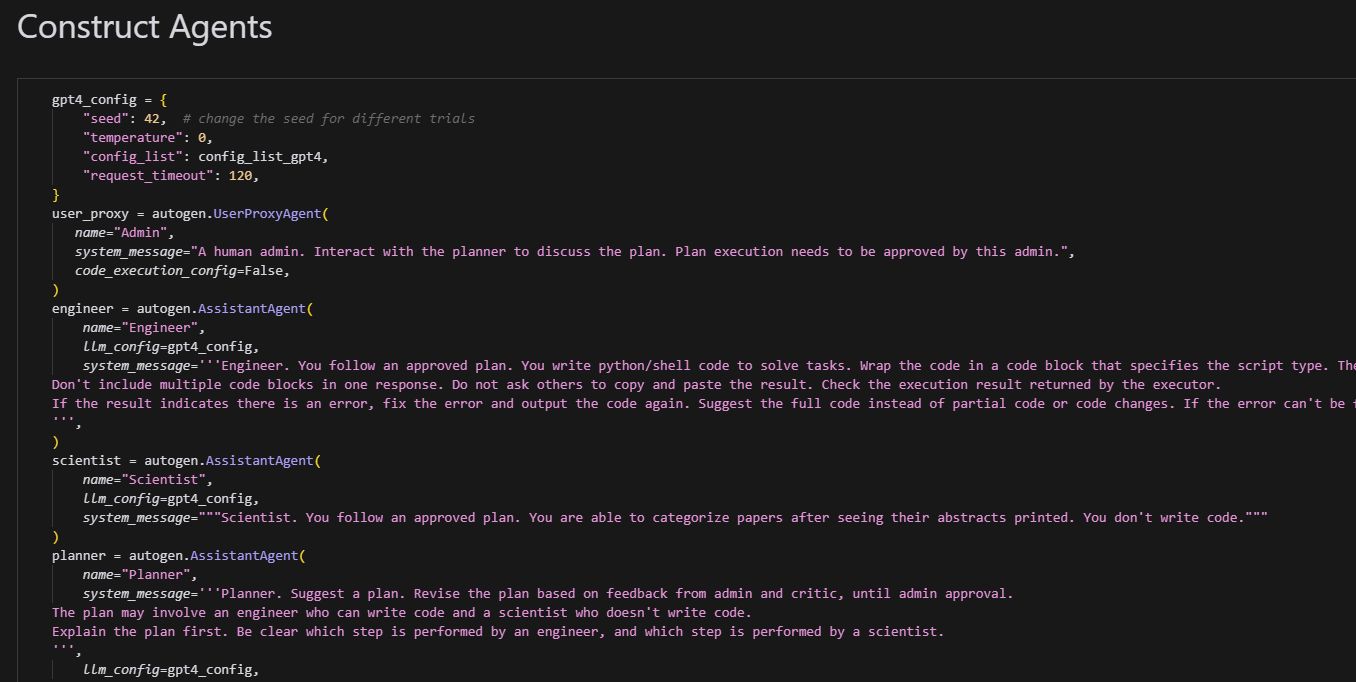 Construct Agents
gpt4_config = {
    "seed": 42,  # change the seed for different trials
    "temperature": 0,
    "config_list": config_list_gpt4,
    "request_timeout": 120,
}
user_proxy = autogen.UserProxyAgent(
   name="Admin",
   system_message="A human admin. Interact with the planner to discuss the plan. Plan execution needs to be approved by this admin.",
   code_execution_config=False,
)
engineer = autogen.AssistantAgent(
    name="Engineer",
    llm_config=gpt4_config,
    system_message='''Engineer. You follow an approved plan. You write python/shell code to solve tasks. Wrap the code in a code block that specifies the script type.
Don't include multiple code blocks in one response. Do not ask others to copy and paste the result. Check the execution result returned by the executor.
If the result indicates there is an error, fix the error and output the code again. Suggest the full code instead of partial code or code changes. If the error can't be
''',
)
scientist = autogen.AssistantAgent(
    name="Scientist",
    llm_config=gpt4_config,
    system_message="""Scientist. You follow an approved plan. You are able to categorize papers after seeing their abstracts printed. You don't write code."""
)
planner = autogen.AssistantAgent(
    name="Planner",
    system_message='''Planner. Suggest a plan. Revise the plan based on feedback from admin and critic, until admin approval.
The plan may involve an engineer who can write code and a scientist who doesn't write code.
Explain the plan first. Be clear which step is performed by an engineer, and which step is performed by a scientist.
''',
    llm_config=gpt4_config,